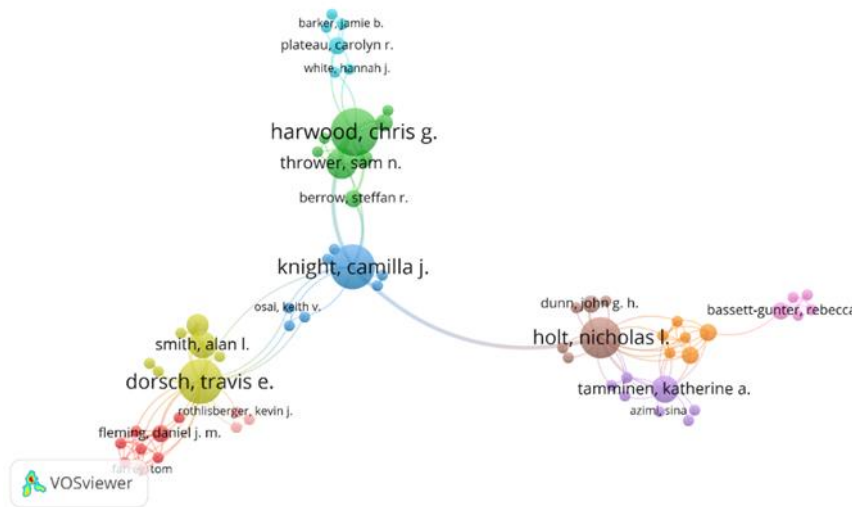 barker, jamie b.
plateau, carolyn r.
white, hannah j.
harwood, chris g.
thrower, sam n.
berrow, steffan r.
knight, camilla j.
osai, keith v.
dunn, john g. h.
bassett-gunter, rebecca
holt, nicholas l.
smith, alan l.
dorsch, travis e.
tamminen, katherine a.
rothlisberger, kevin j.
azimi, sina
fleming, daniel j. m.
tom
VOSviewer